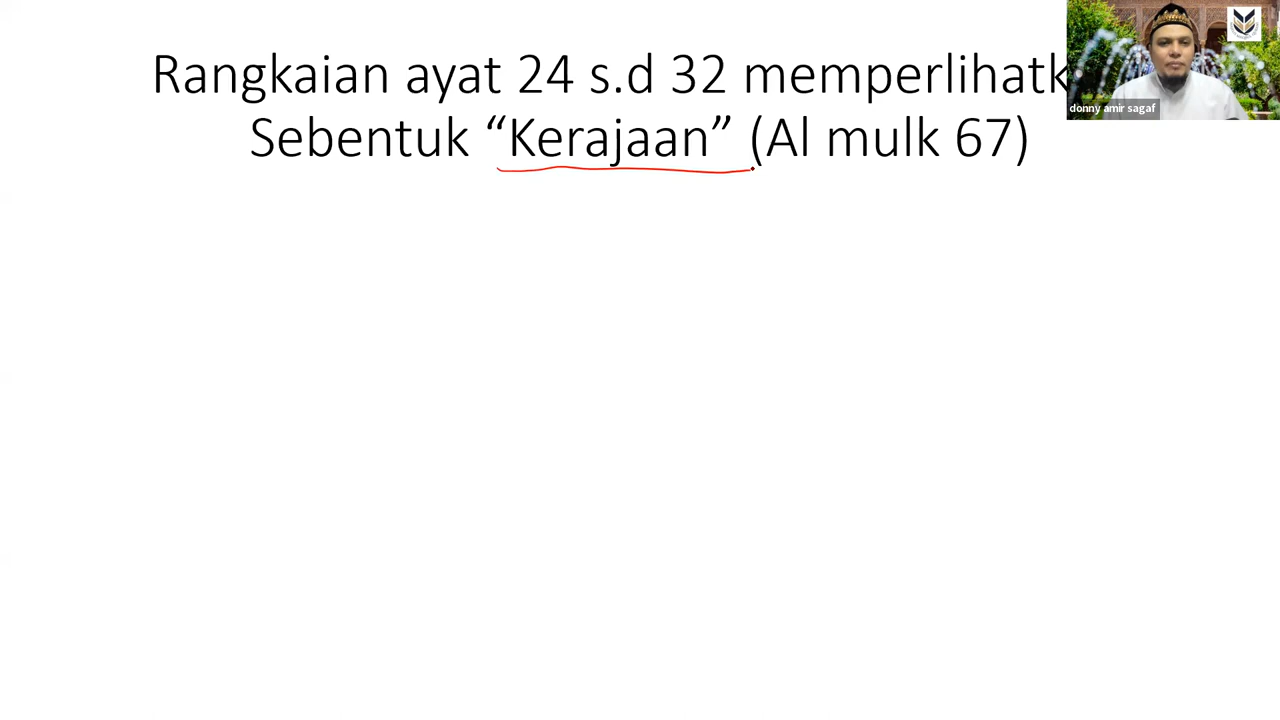 Rangkaian ayat 24 s.d 32 memperlihatk
Sebentuk “Kerajaan” (Al mulk 67)
donny amir sagaf